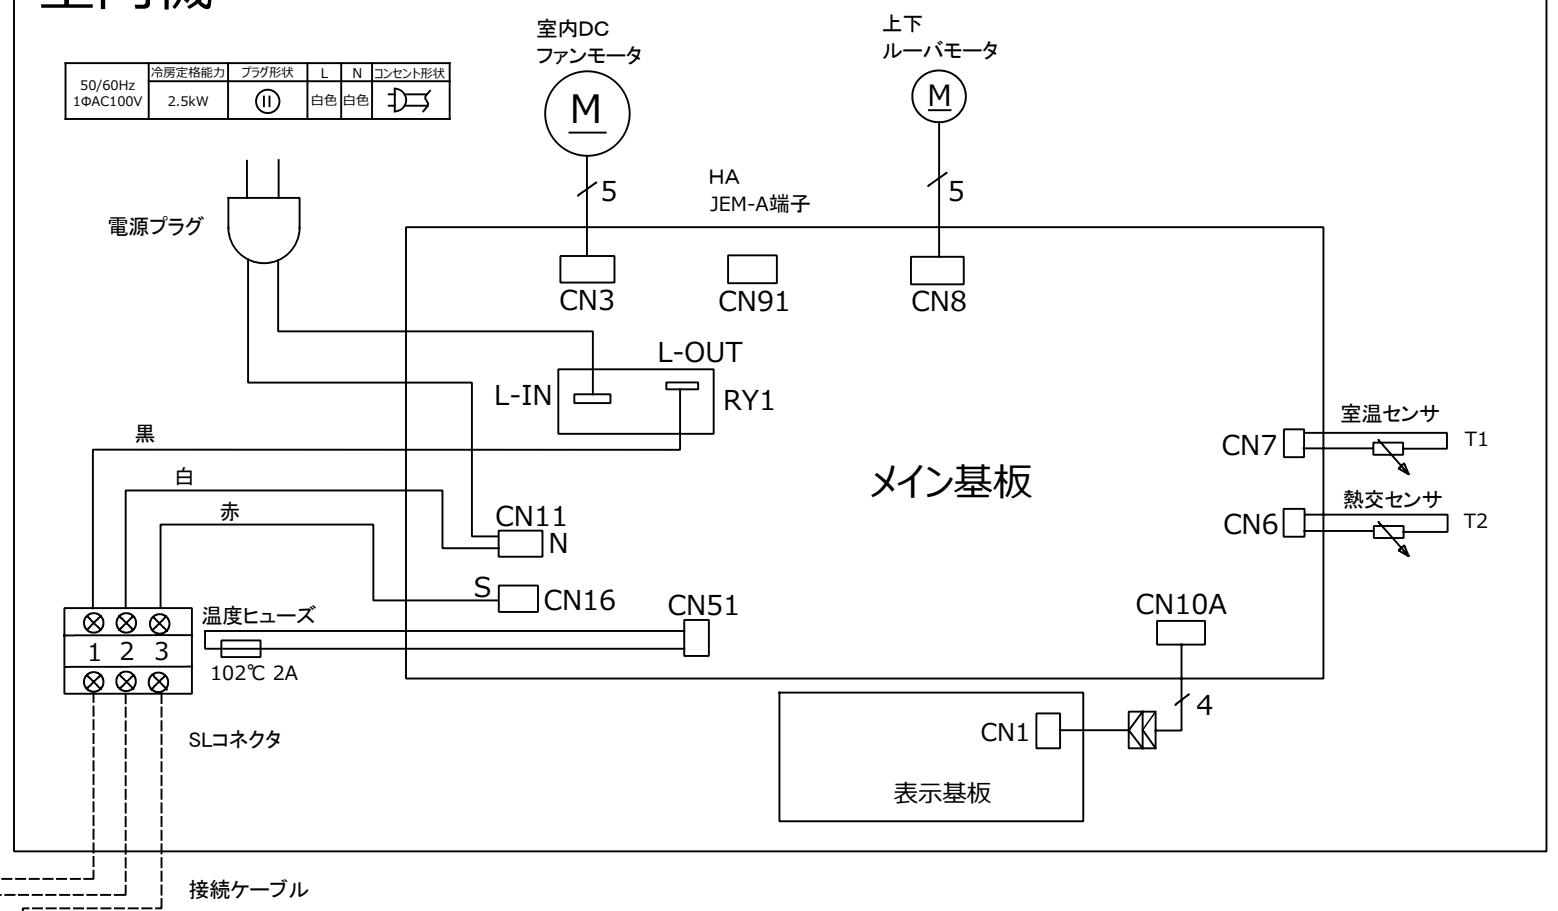 室内DC
ファンモータ
上下
ルーバモータ
50/60Hz
1ΦAC100V
冷房定格能力 プラグ形状 L N コンセント形状
2.5kW 白色 白色
M
M
5
5
HA
JEM-A端子
電源プラグ
CN3
CN91
CN8
L-OUT
L-IN
RY1
黒
白
赤
メイン基板
室温センサ
CN7
T1
熱交センサ
CN6
T2
CN11
N
S
CN16
CN51
CN10A
温度ヒューズ
1 2 3
102℃ 2A
4
SLコネクタ
CN1
表示基板
接続ケーブル